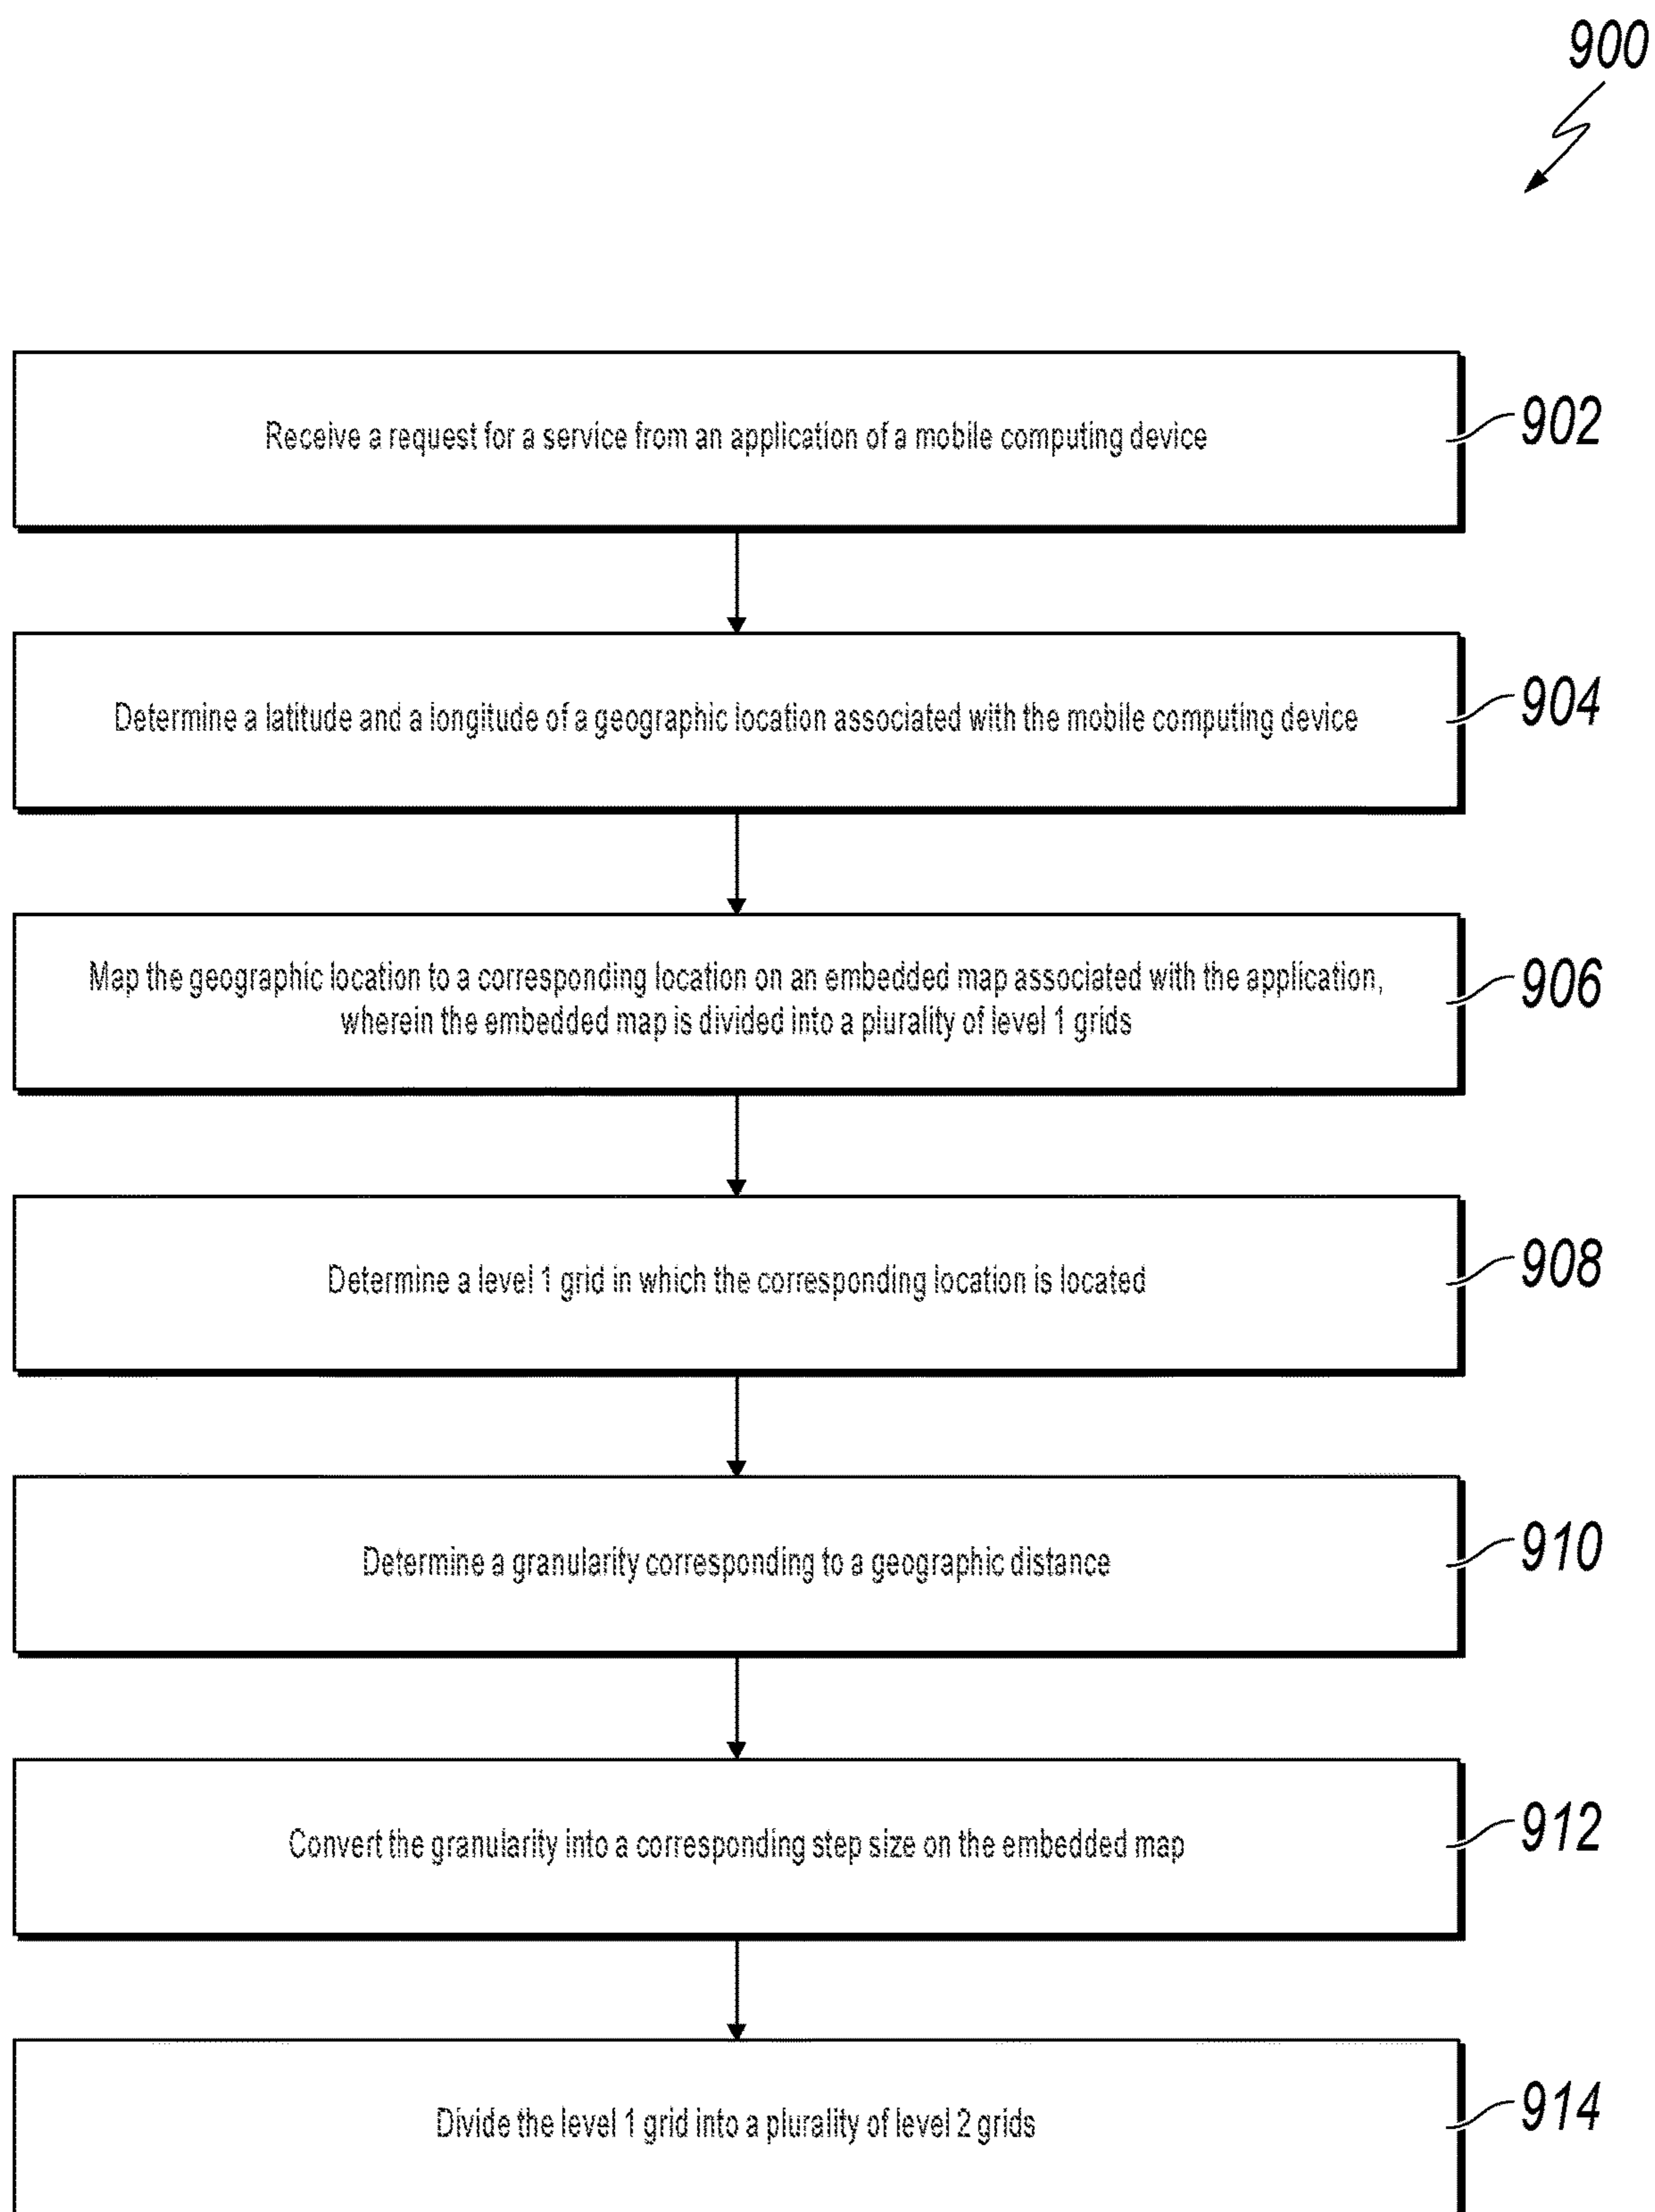 900
Receive a request for a service from an application of a mobile computing device
902
Determine a latitude and a longitude of a geographic location associated with the mobile computing device
904
Map the geographic location to a corresponding location on an embedded map associated with the application,
wherein the embedded map is divided into a plurality of level 1 grids
906
Determine a level 1 grid in which the corresponding location is located
908
Determine a granularity corresponding to a geographic distance
910
Convert the granularity into a corresponding step size on the embedded map
912
Divide the level 1 grid into a plurality of level 2 grids
914